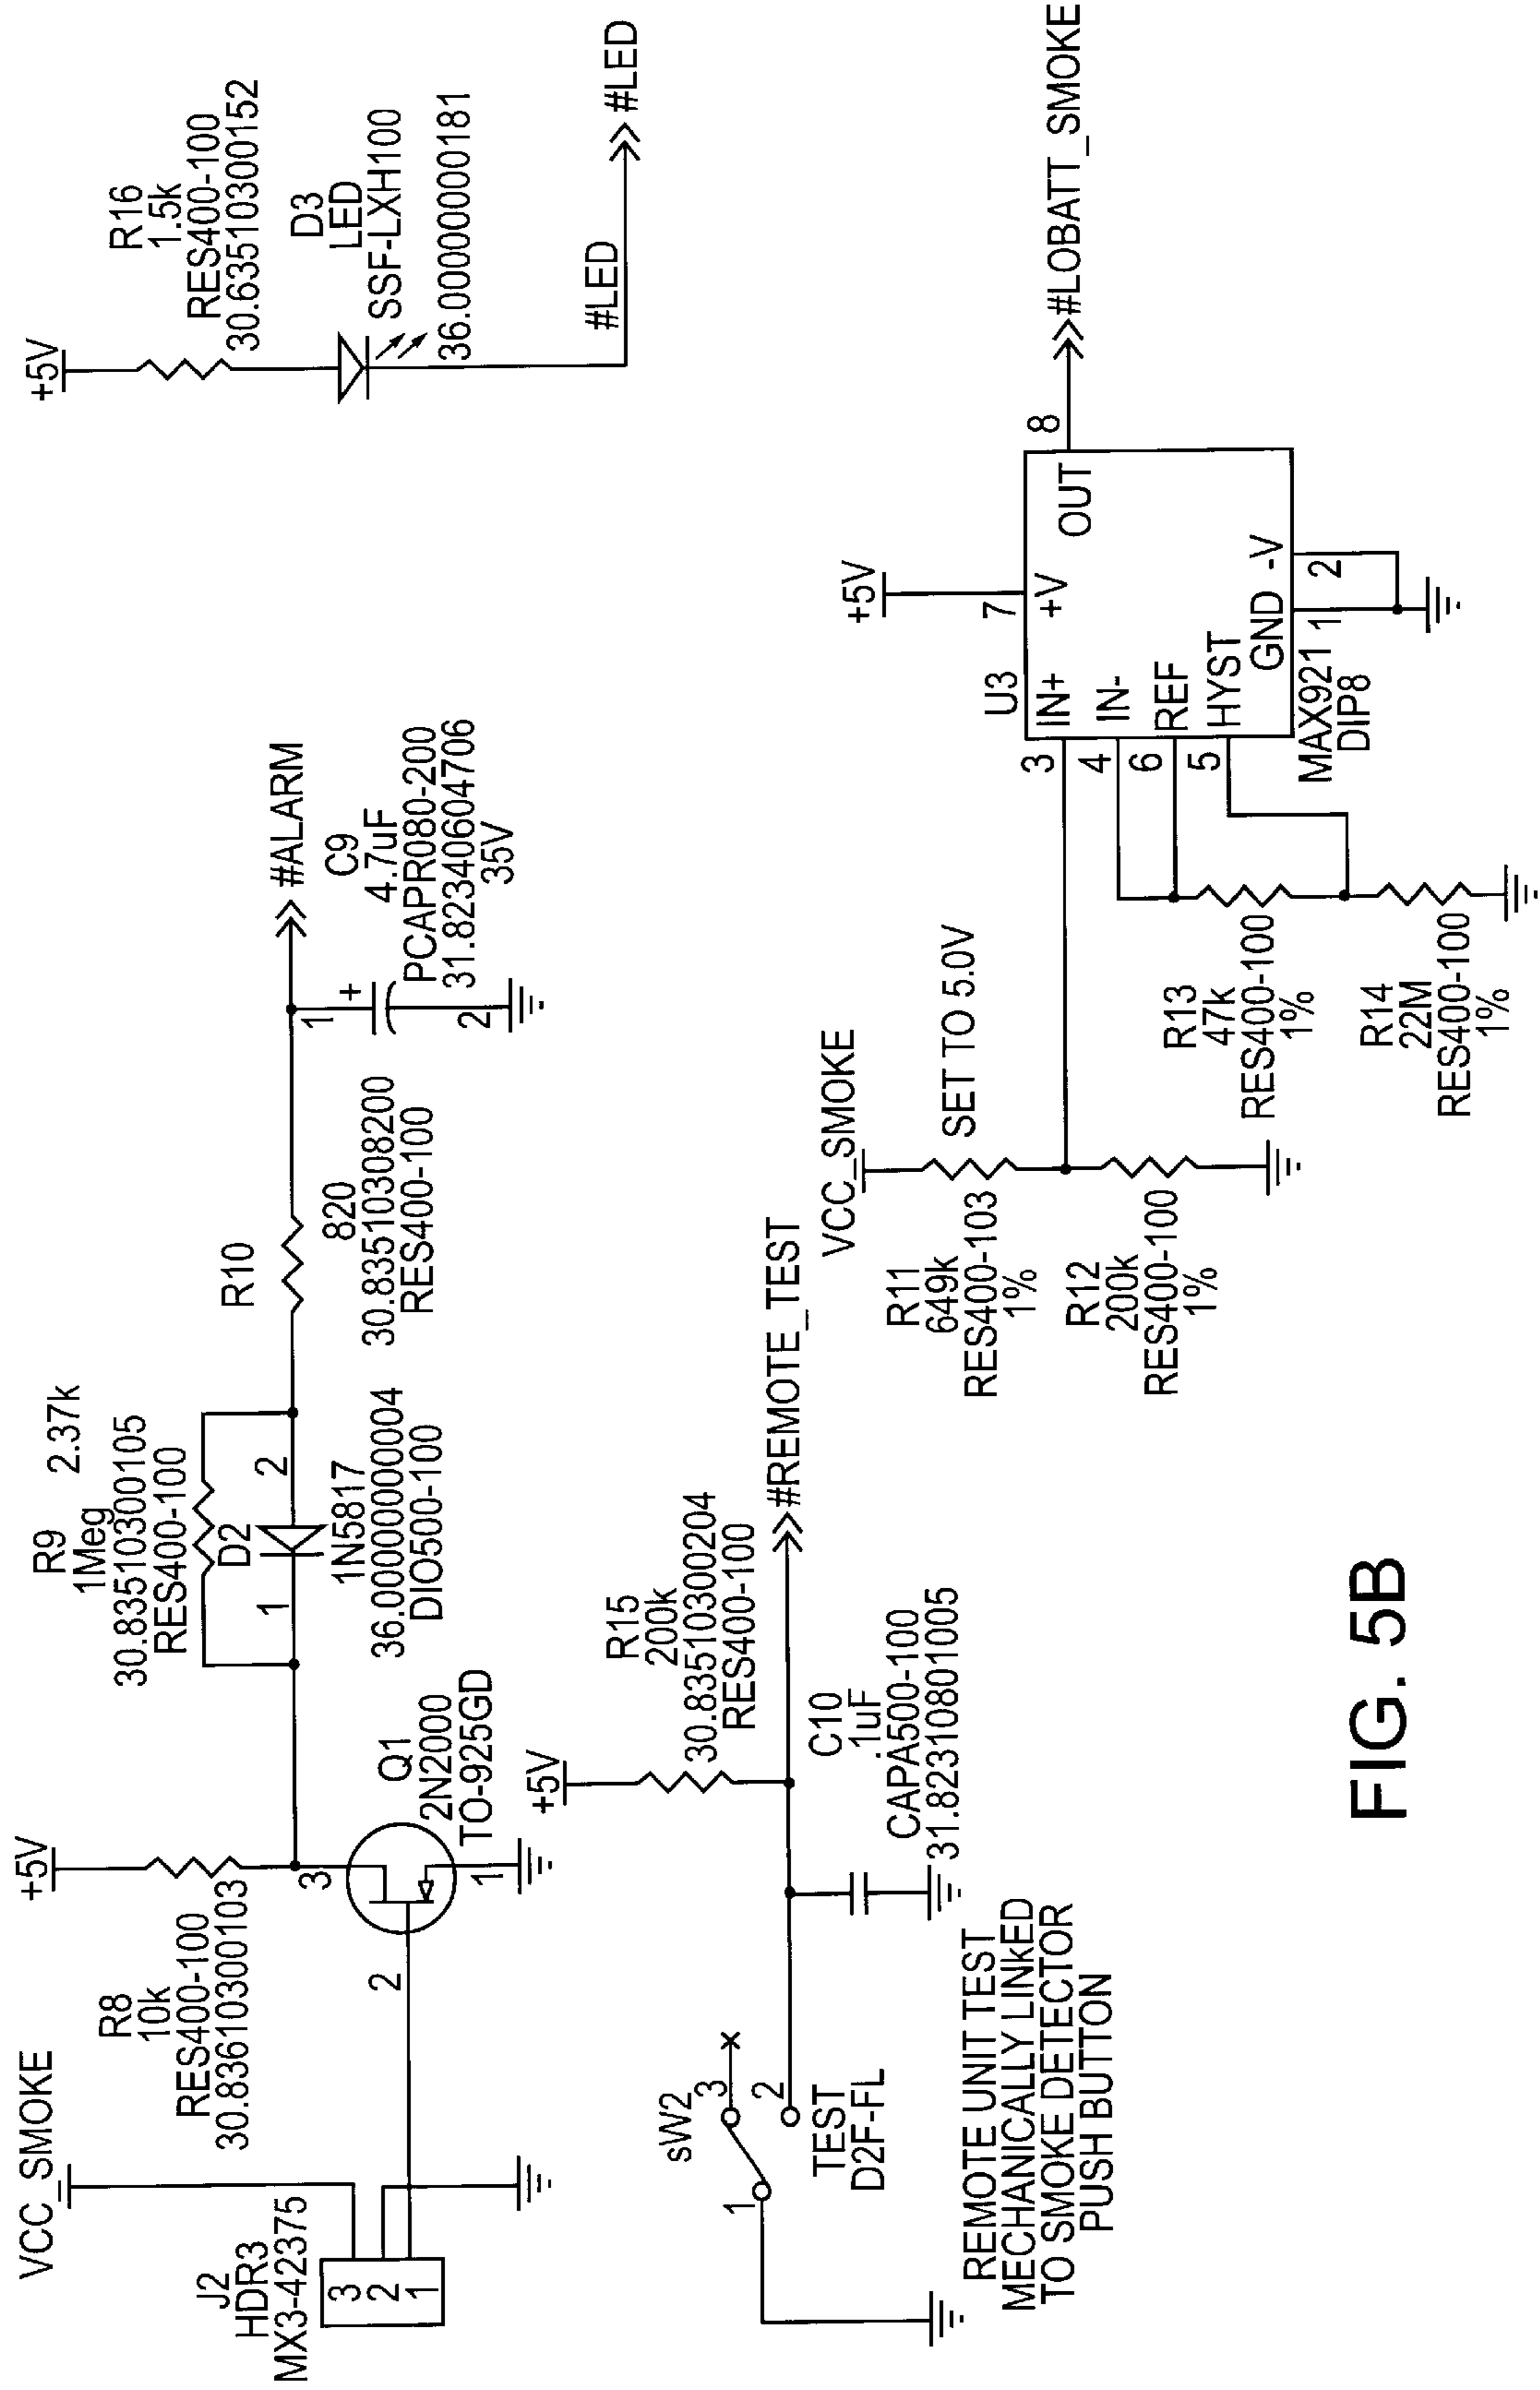 VCC_SMOKE
J2
HDR3
MX3-42375
3
2
1
+5V
R8
10k
RES400-100
30.83610300103
3
2
1
Q1
2N2000
TO-925GD
R9
2.37k
1Meg
30.83510300105
RES400-100
D2
1
2
1N5817
36.00000000004
DIO500-100
R10
820
30.83510308200
RES400-100
#ALARM
1
+
2
C9
4.7uF
PCAPR080-200
31.82340604706
35V
+5V
R16
1.5k
RES400-100
30.63510300152
D3
LED
SSF-LXH100
36.00000000181
#LED
#LED
sW2
3
1
2
TEST
D2F-FL
REMOTE UNIT TEST
MECHANICALLY LINKED
TO SMOKE DETECTOR
PUSH BUTTON
+5V
R15
200k
30.83510300204
RES400-100
#REMOTE_TEST
C10
.1uF
CAPA500-100
31.82310801005
VCC_SMOKE
SET TO 5.0V
R11
649k
RES400-103
1%
R12
200k
RES400-100
1%
R13
47k
RES400-100
1%
R14
22M
RES400-100
1%
+5V
7
U3
+V
3
IN+
4
IN-
6
REF
5
HYST
OUT
8
GND
-V
1
2
MAX921
DIP8
#LOBATT_SMOKE
FIG. 5B